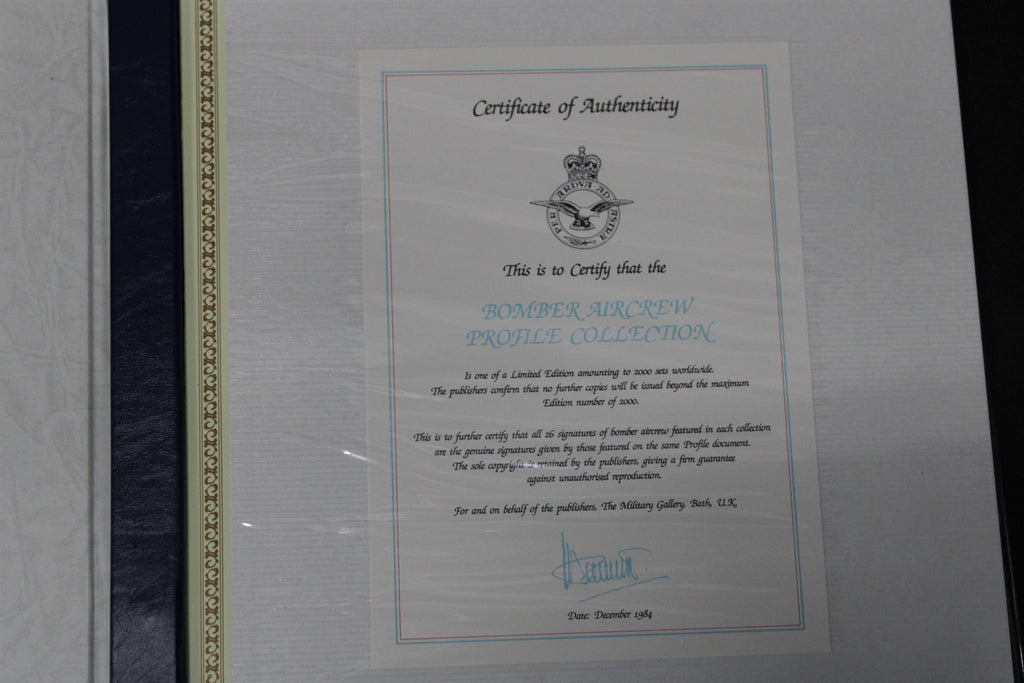 Certificate of Authenticity
PER ARDVA AD ASTRA
This is to Certify that the
BOMBER AIRCREW
PROFILE COLLECTION
Is one of a Limited Edition amounting to 2000 sets worldwide.
The publishers confirm that no further copies will be issued beyond the maximum
Edition number of 2000.
This is to further certify that all 26 signatures of bomber aircrew featured in each collection
are the genuine signatures given by those featured on the same Profile document.
The sole copyright is retained by the publishers, giving a firm guarantee
against unauthorised reproduction.
For and on behalf of the publishers, The Military Gallery, Bath, U.K.
Date: December 1984